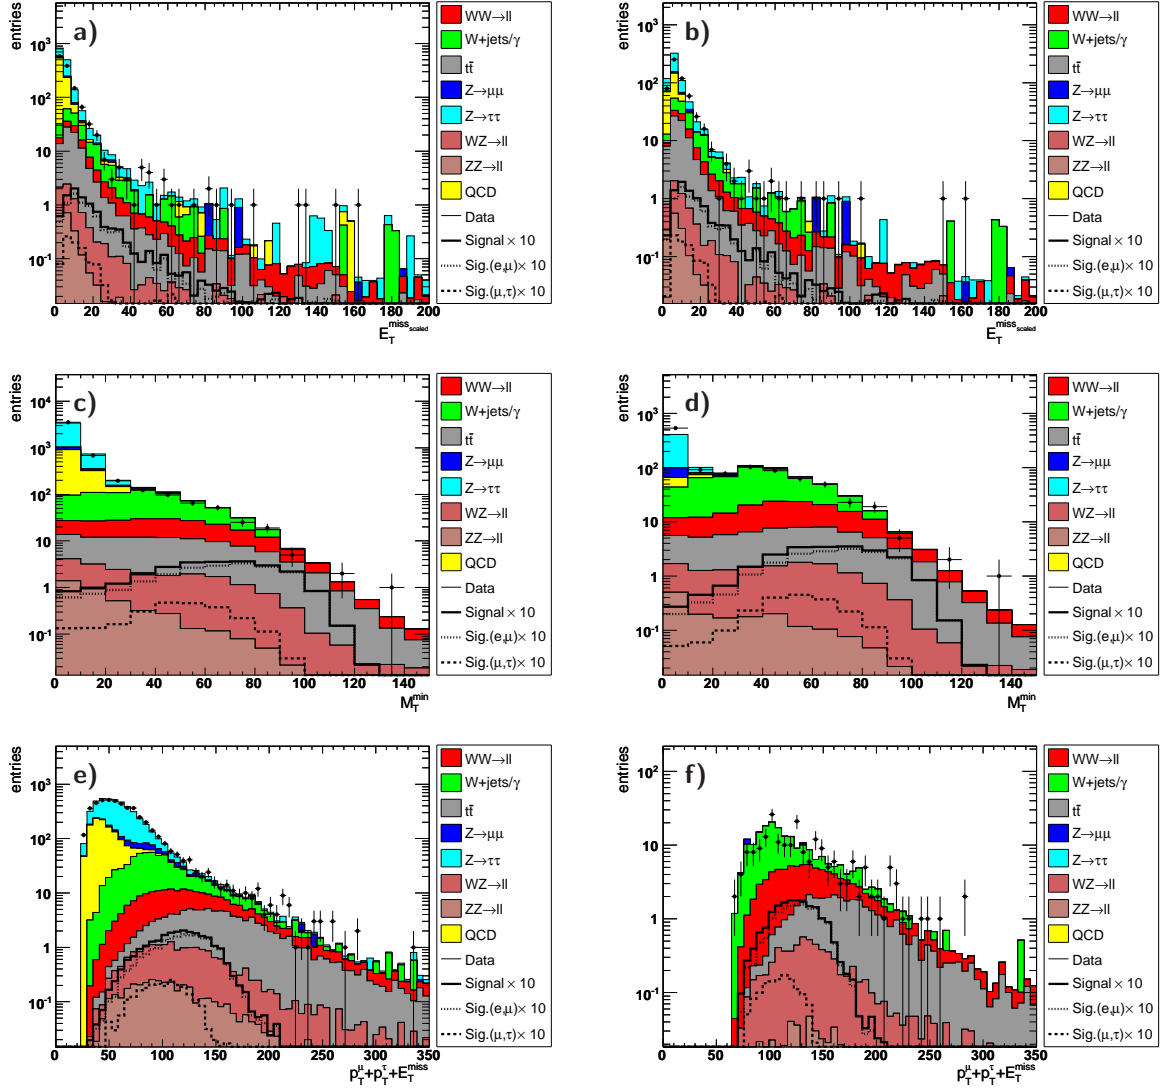 entries
a)
10³
10²
10
1
10⁻¹
0 20 40 60 80 100 120 140 160 180 200
E_T^miss_scaled
WW→ll
W+jets/γ
tt̄
Z→μμ
Z→ττ
WZ→ll
ZZ→ll
QCD
Data
Signal × 10
Sig.(e,μ)× 10
Sig.(μ,τ)× 10
entries
b)
10³
10²
10
1
10⁻¹
0 20 40 60 80 100 120 140 160 180 200
E_T^miss_scaled
WW→ll
W+jets/γ
tt̄
Z→μμ
Z→ττ
WZ→ll
ZZ→ll
QCD
Data
Signal × 10
Sig.(e,μ)× 10
Sig.(μ,τ)× 10
entries
c)
10⁴
10³
10²
10
1
10⁻¹
0 20 40 60 80 100 120 140
M_T^min
WW→ll
W+jets/γ
tt̄
Z→μμ
Z→ττ
WZ→ll
ZZ→ll
QCD
Data
Signal × 10
Sig.(e,μ)× 10
Sig.(μ,τ)× 10
entries
d)
10³
10²
10
1
10⁻¹
0 20 40 60 80 100 120 140
M_T^min
WW→ll
W+jets/γ
tt̄
Z→μμ
Z→ττ
WZ→ll
ZZ→ll
QCD
Data
Signal × 10
Sig.(e,μ)× 10
Sig.(μ,τ)× 10
entries
e)
10³
10²
10
1
10⁻¹
0 50 100 150 200 250 300 350
p_T^μ+p_T^τ+E_T^miss
WW→ll
W+jets/γ
tt̄
Z→μμ
Z→ττ
WZ→ll
ZZ→ll
QCD
Data
Signal × 10
Sig.(e,μ)× 10
Sig.(μ,τ)× 10
entries
f)
10²
10
1
10⁻¹
0 50 100 150 200 250 300 350
p_T^μ+p_T^τ+E_T^miss
WW→ll
W+jets/γ
tt̄
Z→μμ
Z→ττ
WZ→ll
ZZ→ll
QCD
Data
Signal × 10
Sig.(e,μ)× 10
Sig.(μ,τ)× 10